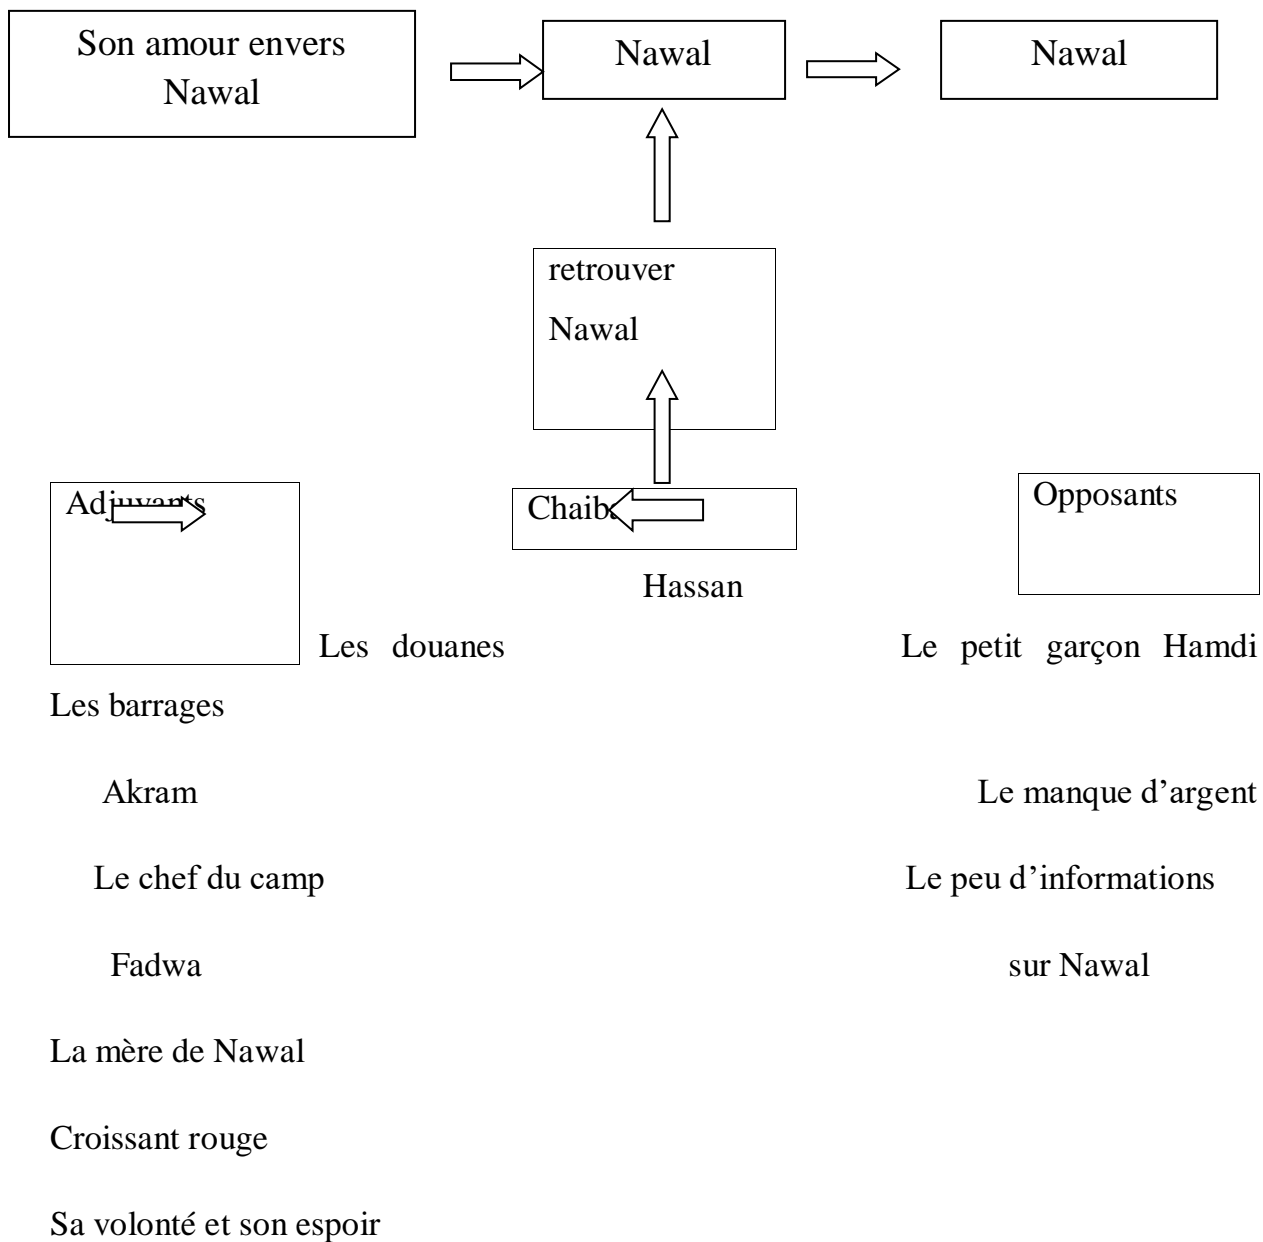 Son amour envers
Nawal
Nawal
Nawal
retrouver
Nawal
Adjuvants
Chaiba
Opposants
Hassan
Les douanes
Le petit garçon Hamdi
Les barrages
Akram
Le manque d’argent
Le chef du camp
Le peu d’informations
Fadwa
sur Nawal
La mère de Nawal
Croissant rouge
Sa volonté et son espoir